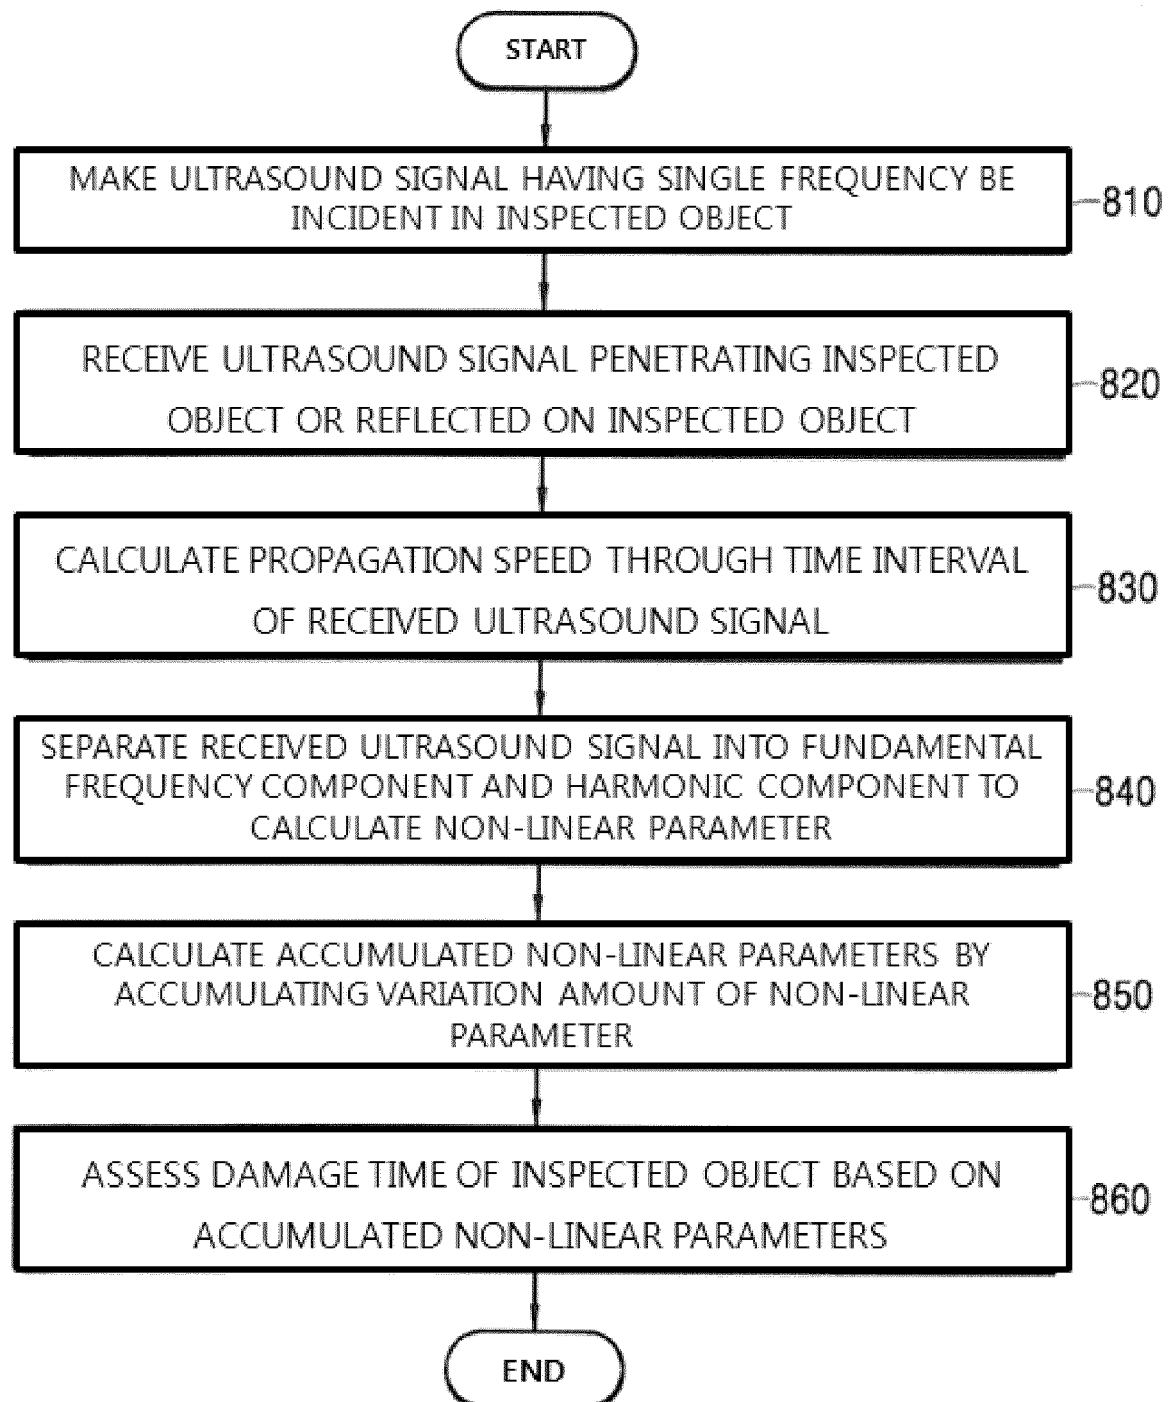 START
MAKE ULTRASOUND SIGNAL HAVING SINGLE FREQUENCY BE
INCIDENT IN INSPECTED OBJECT
810
RECEIVE ULTRASOUND SIGNAL PENETRATING INSPECTED
OBJECT OR REFLECTED ON INSPECTED OBJECT
820
CALCULATE PROPAGATION SPEED THROUGH TIME INTERVAL
OF RECEIVED ULTRASOUND SIGNAL
830
SEPARATE RECEIVED ULTRASOUND SIGNAL INTO FUNDAMENTAL
FREQUENCY COMPONENT AND HARMONIC COMPONENT TO
CALCULATE NON-LINEAR PARAMETER
840
CALCULATE ACCUMULATED NON-LINEAR PARAMETERS BY
ACCUMULATING VARIATION AMOUNT OF NON-LINEAR
PARAMETER
850
ASSESS DAMAGE TIME OF INSPECTED OBJECT BASED ON
ACCUMULATED NON-LINEAR PARAMETERS
860
END